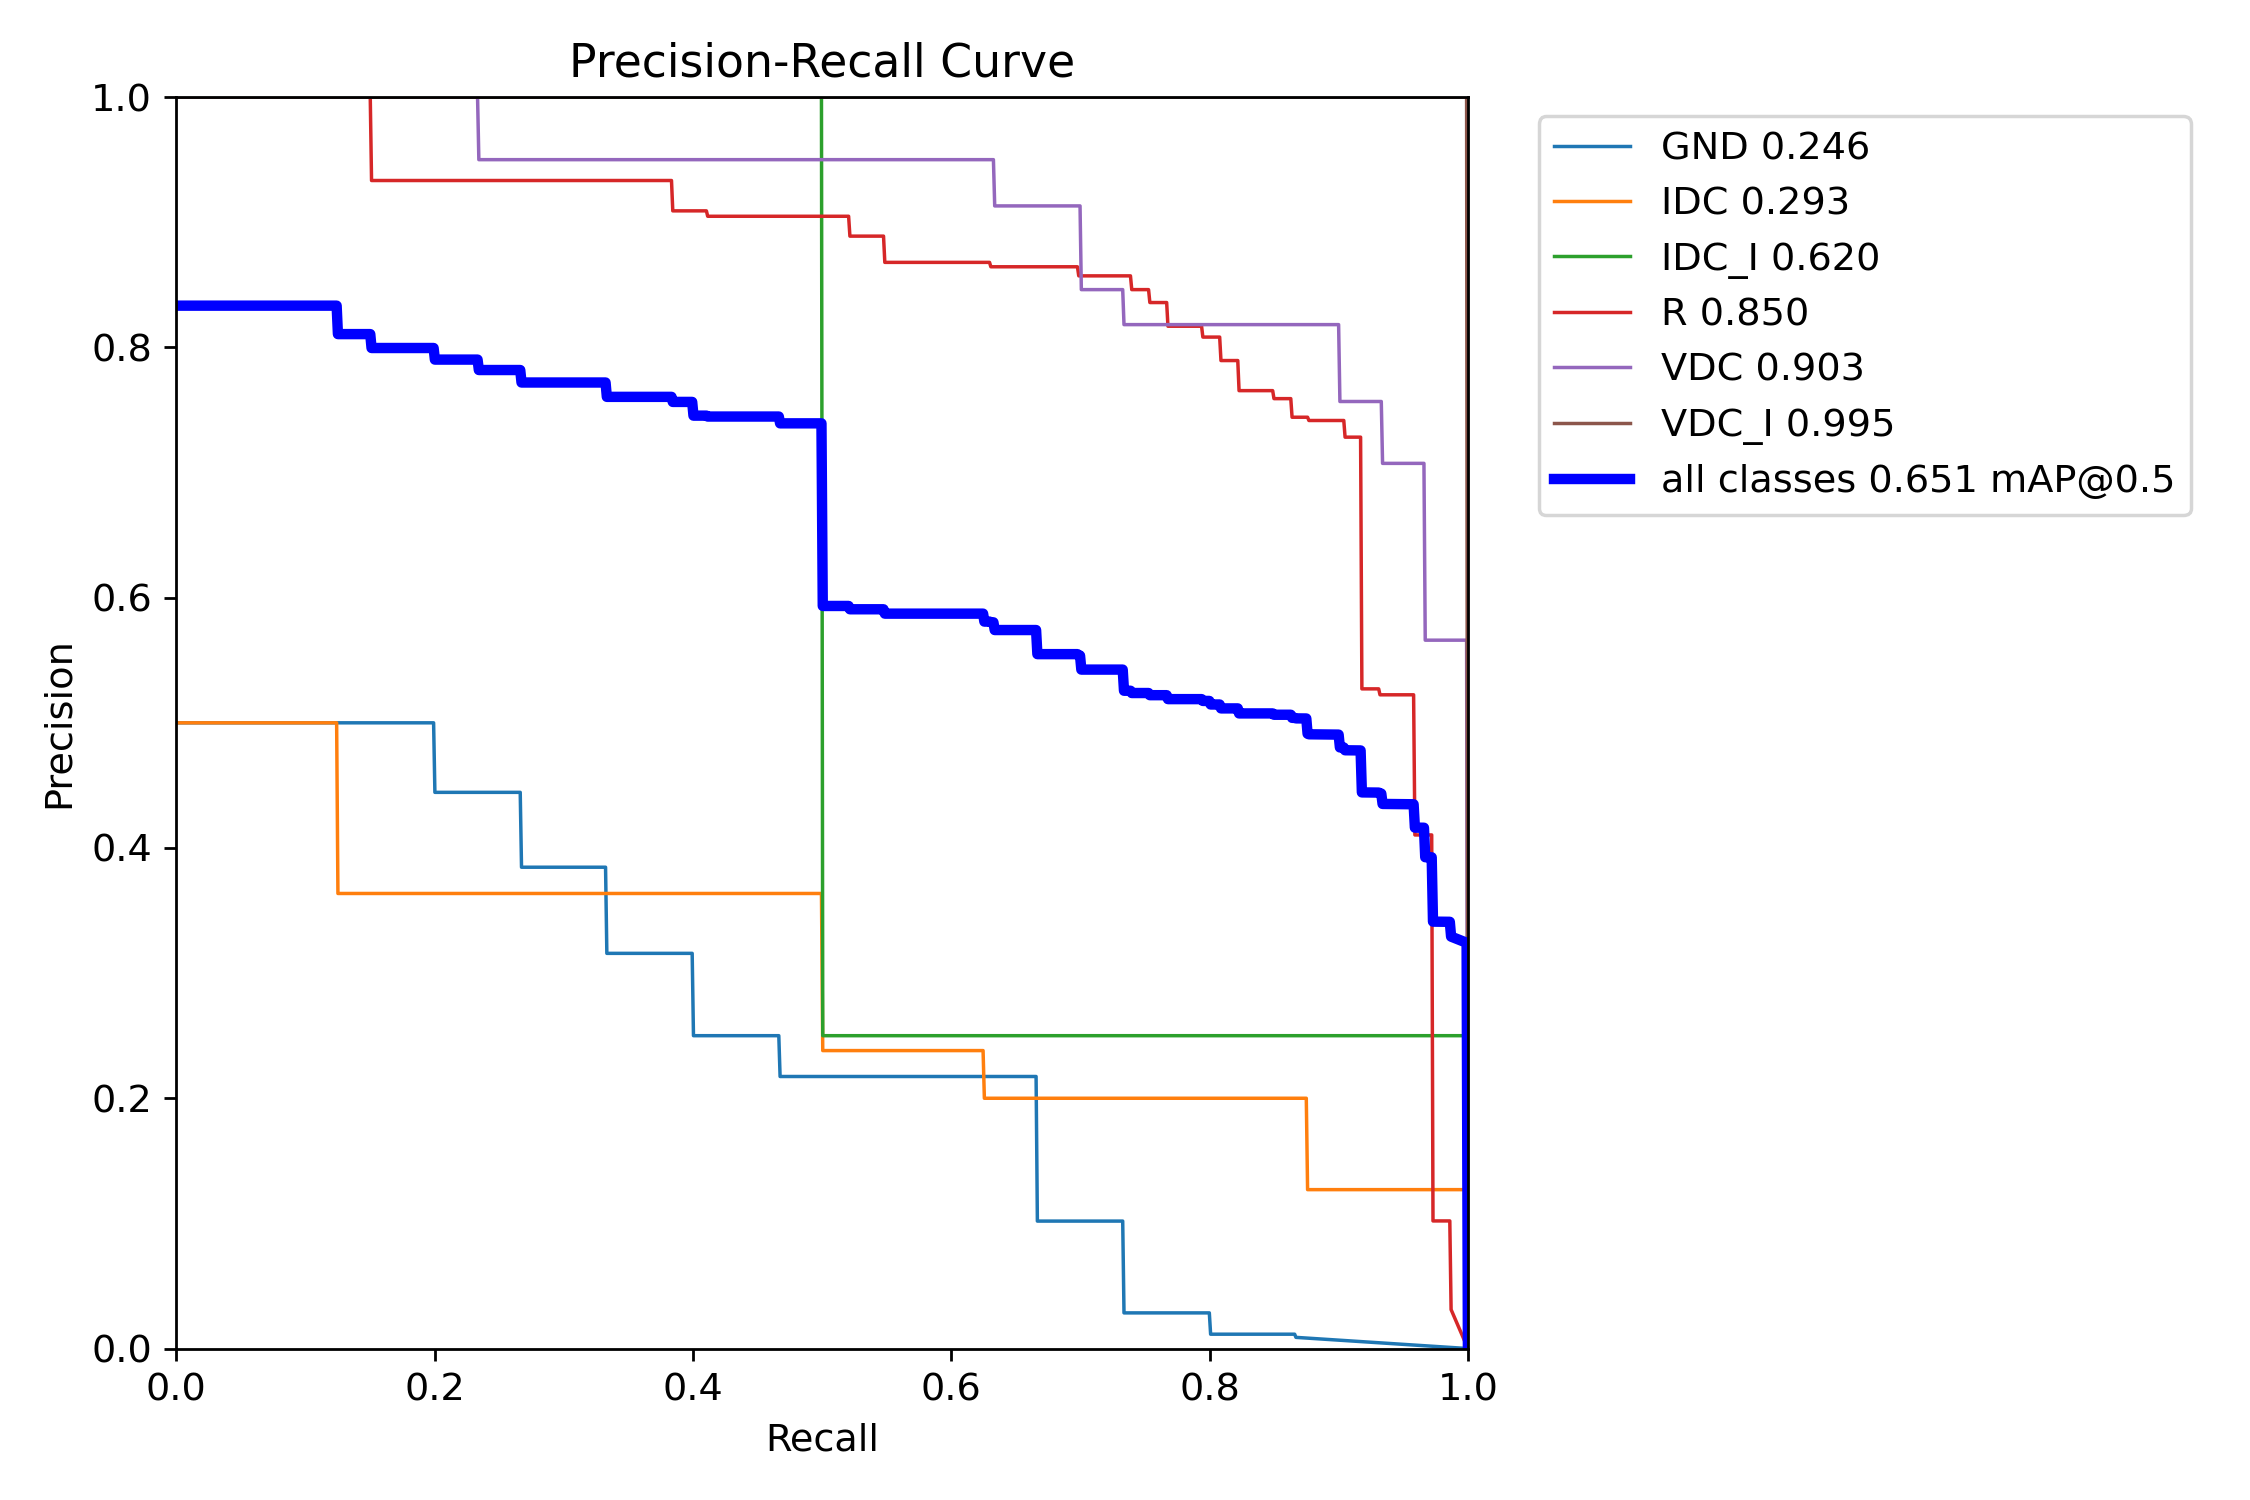 Precision-Recall Curve
1.0
0.8
0.6
0.4
0.2
0.0
Precision
0.0 0.2 0.4 0.6 0.8 1.0
Recall
GND 0.246
IDC 0.293
IDC_I 0.620
R 0.850
VDC 0.903
VDC_I 0.995
all classes 0.651 mAP@0.5